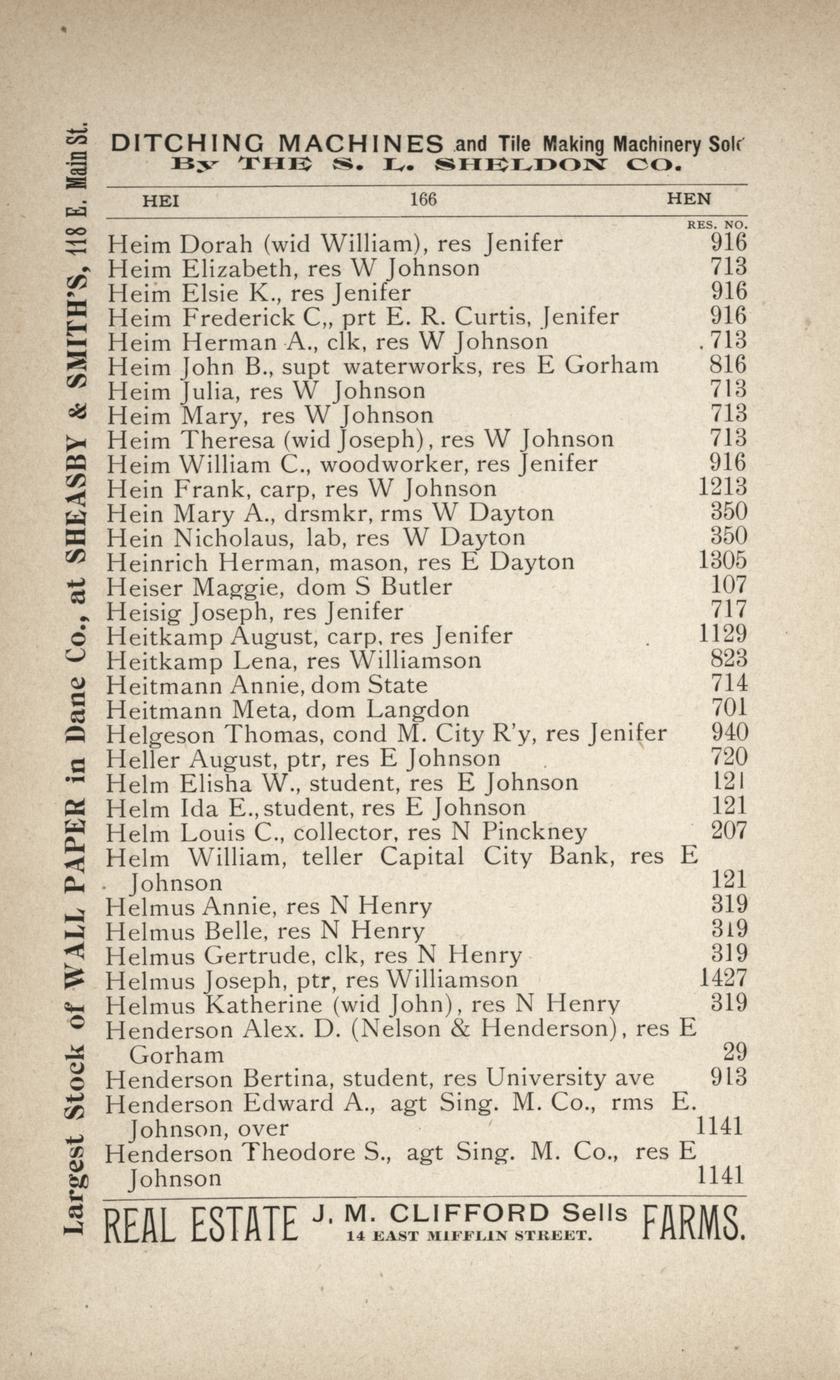 DITCHING MACHINES and Tile Making Machinery Sold
By THE S. L. SHELDON CO.
HEI 166 HEN
RES. NO.
Heim Dorah (wid William), res Jenifer 916
Heim Elizabeth, res W Johnson 713
Heim Elsie K., res Jenifer 916
Heim Frederick C,, prt E. R. Curtis, Jenifer 916
Heim Herman A., clk, res W Johnson 713
Heim John B., supt waterworks, res E Gorham 816
Heim Julia, res W Johnson 713
Heim Mary, res W Johnson 713
Heim Theresa (wid Joseph), res W Johnson 713
Heim William C., woodworker, res Jenifer 916
Hein Frank, carp, res W Johnson 1213
Hein Mary A., drsmkr, rms W Dayton 350
Hein Nicholaus, lab, res W Dayton 350
Heinrich Herman, mason, res E Dayton 1305
Heiser Maggie, dom S Butler 107
Heisig Joseph, res Jenifer 717
Heitkamp August, carp, res Jenifer 1129
Heitkamp Lena, res Williamson 823
Heitmann Annie, dom State 714
Heitmann Meta, dom Langdon 701
Helgeson Thomas, cond M. City R'y, res Jenifer 940
Heller August, ptr, res E Johnson 720
Helm Elisha W., student, res E Johnson 121
Helm Ida E., student, res E Johnson 121
Helm Louis C., collector, res N Pinckney 207
Helm William, teller Capital City Bank, res E
Johnson 121
Helmus Annie, res N Henry 319
Helmus Belle, res N Henry 319
Helmus Gertrude, clk, res N Henry 319
Helmus Joseph, ptr, res Williamson 1427
Helmus Katherine (wid John), res N Henry 319
Henderson Alex. D. (Nelson & Henderson), res E
Gorham 29
Henderson Bertina, student, res University ave 913
Henderson Edward A., agt Sing. M. Co., rms E.
Johnson, over 1141
Henderson Theodore S., agt Sing. M. Co., res E
Johnson 1141
REAL ESTATE J. M. CLIFFORD Sells FARMS.
14 EAST MIFFLIN STREET.
Largest Stock of WALL PAPER in Dane Co., at SHEASBY & SMITH'S, 118 E. Main St.